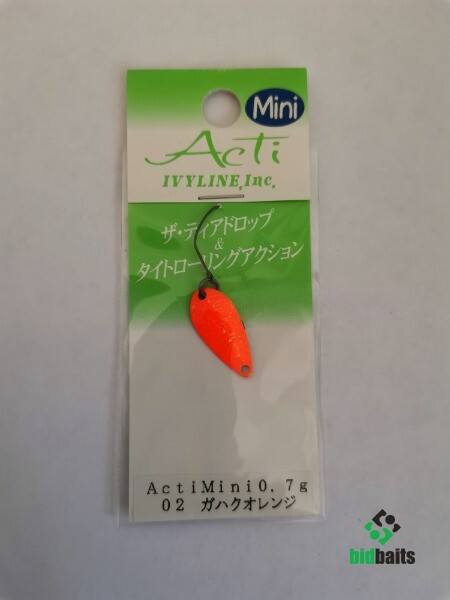 Mini
Acti
IVYLINE,Inc.
ザ・ティアドロップ
&
タイトローリングアクション
ActiMini0.7g
02 ガハクオレンジ
bidbaits